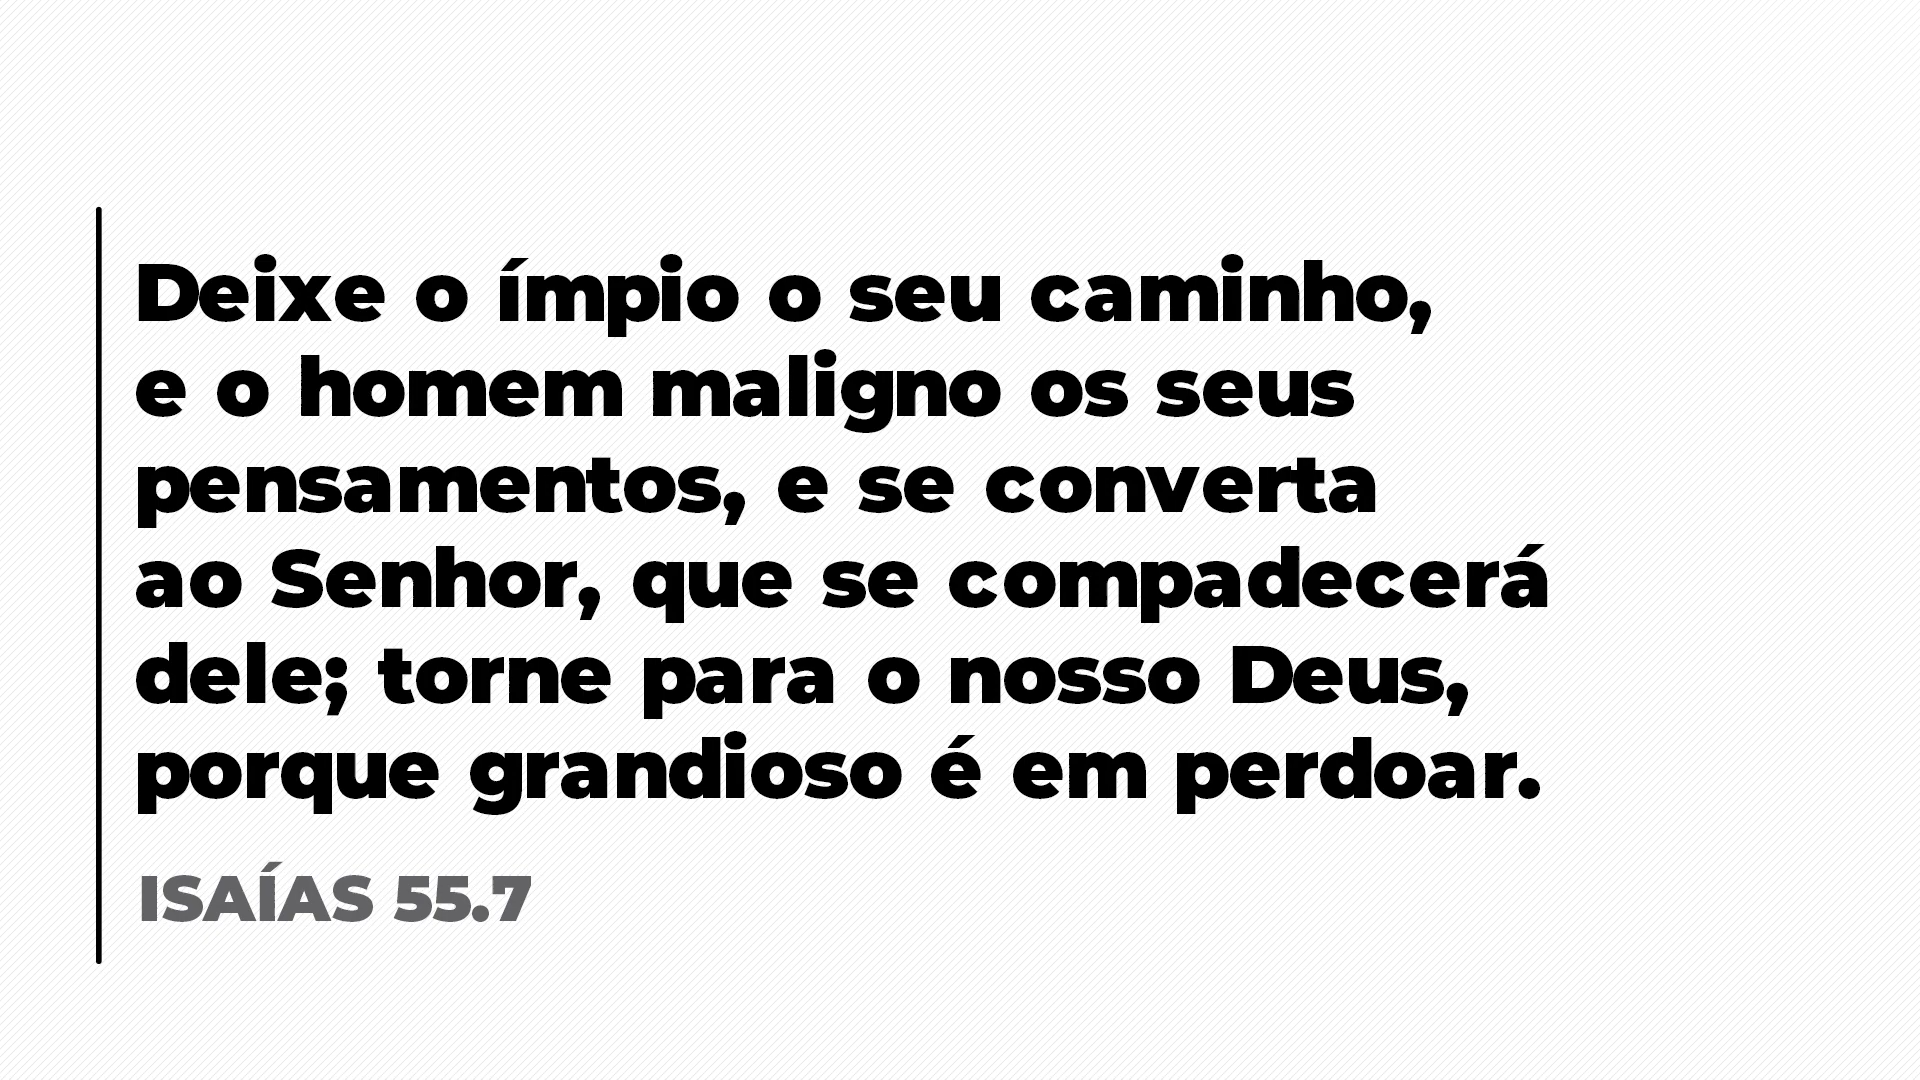 Deixe o ímpio o seu caminho,
e o homem maligno os seus
pensamentos, e se converta
ao Senhor, que se compadecerá
dele; torne para o nosso Deus,
porque grandioso é em perdoar.
ISAÍAS 55.7